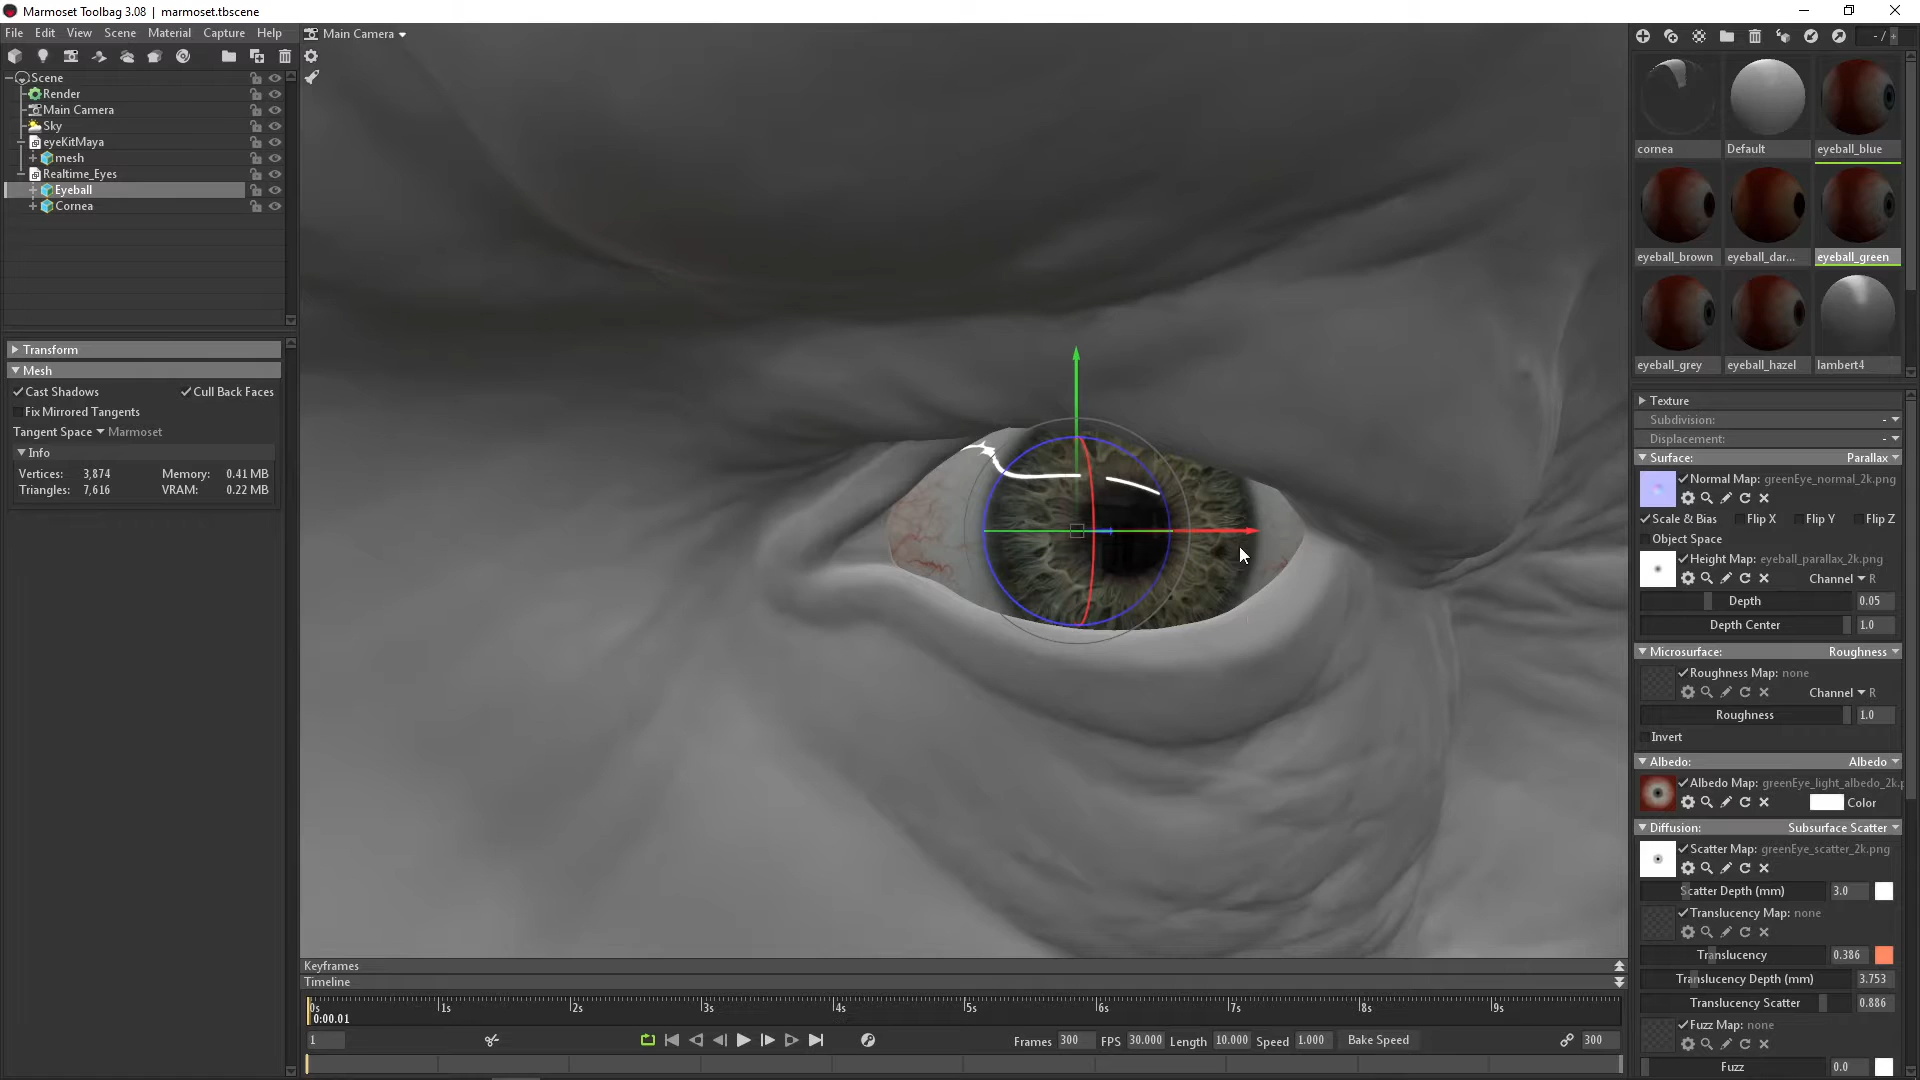 Marmoset Toolbag 3.08 | marmoset.tbscene
File Edit View Scene Material Capture Help
Main Camera
- / +
Scene
Render
Main Camera
Sky
eyeKitMaya
mesh
Realtime_Eyes
Eyeball
Cornea
Transform
Mesh
Cast Shadows Cull Back Faces
Fix Mirrored Tangents
Tangent Space Marmoset
Info
Vertices: 3,874 Memory: 0.41 MB
Triangles: 7,616 VRAM: 0.22 MB
cornea Default eyeball_blue
eyeball_brown eyeball_dar... eyeball_green
eyeball_grey eyeball_hazel lambert4
Texture
Subdivision: -
Displacement: -
Surface: Parallax
Normal Map: greenEye_normal_2k.png
Scale & Bias Flip X Flip Y Flip Z
Object Space
Height Map: eyeball_parallax_2k.png
Channel R
Depth 0.05
Depth Center 1.0
Microsurface: Roughness
Roughness Map: none
Channel R
Roughness 1.0
Invert
Albedo: Albedo
Albedo Map: greenEye_light_albedo_2k.p
Color
Diffusion: Subsurface Scatter
Scatter Map: greenEye_scatter_2k.png
Scatter Depth (mm) 3.0
Translucency Map: none
Translucency 0.386
Translucency Depth (mm) 3.753
Translucency Scatter 0.886
Fuzz Map: none
Fuzz 0.0
Keyframes
Timeline
0s 1s 2s 3s 4s 5s 6s 7s 8s 9s
0:00.01
1 Frames 300 FPS 30.000 Length 10.000 Speed 1.000 Bake Speed 300